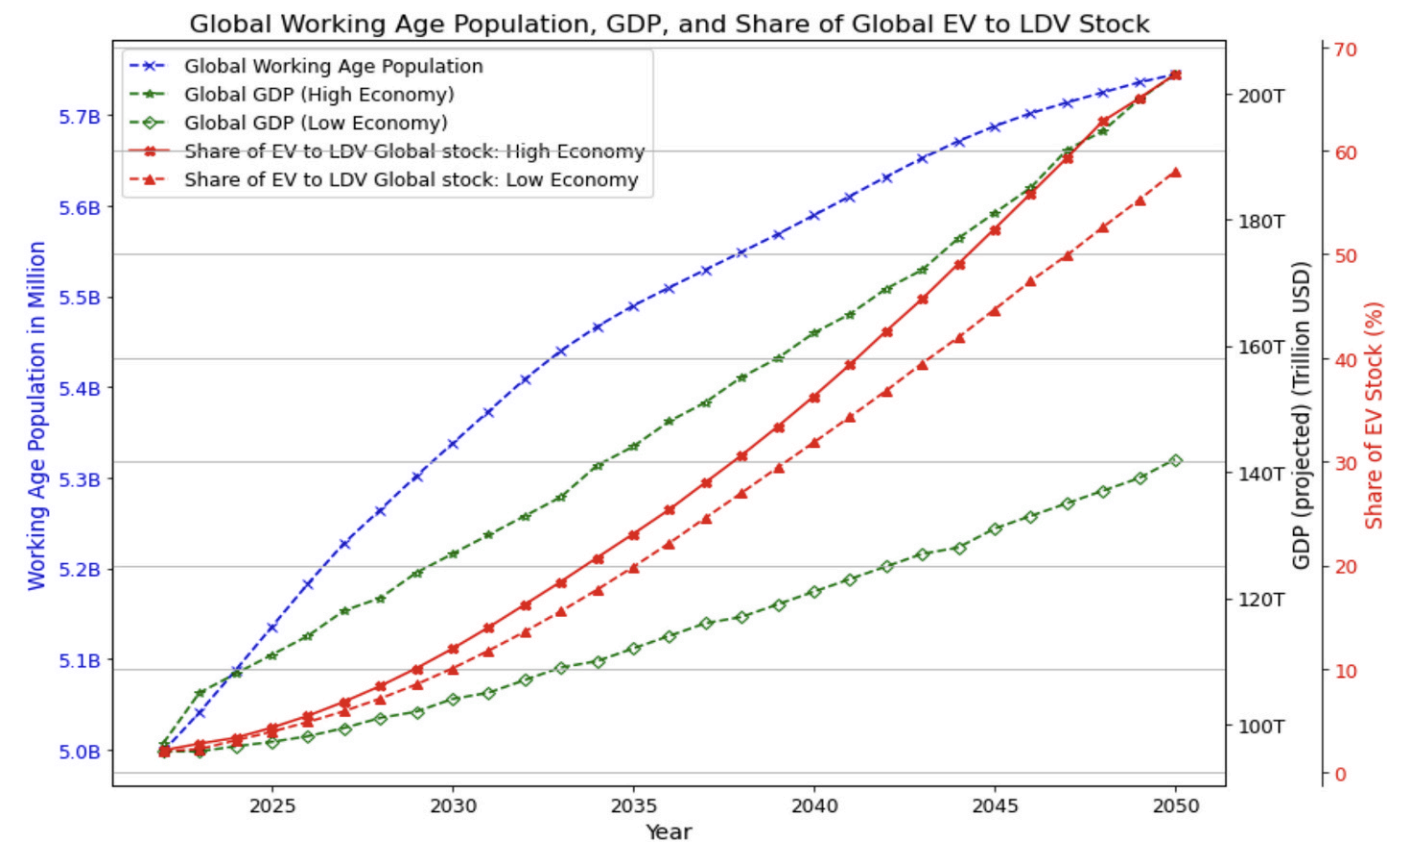 Global Working Age Population, GDP, and Share of Global EV to LDV Stock
Global Working Age Population
Global GDP (High Economy)
Global GDP (Low Economy)
Share of EV to LDV Global stock: High Economy
Share of EV to LDV Global stock: Low Economy
Working Age Population in Million
5.7B
5.6B
5.5B
5.4B
5.3B
5.2B
5.1B
5.0B
2025
2030
2035
2040
2045
2050
Year
200T
180T
160T
140T
120T
100T
GDP (projected) (Trillion USD)
70
60
50
40
30
20
10
0
Share of EV Stock (%)